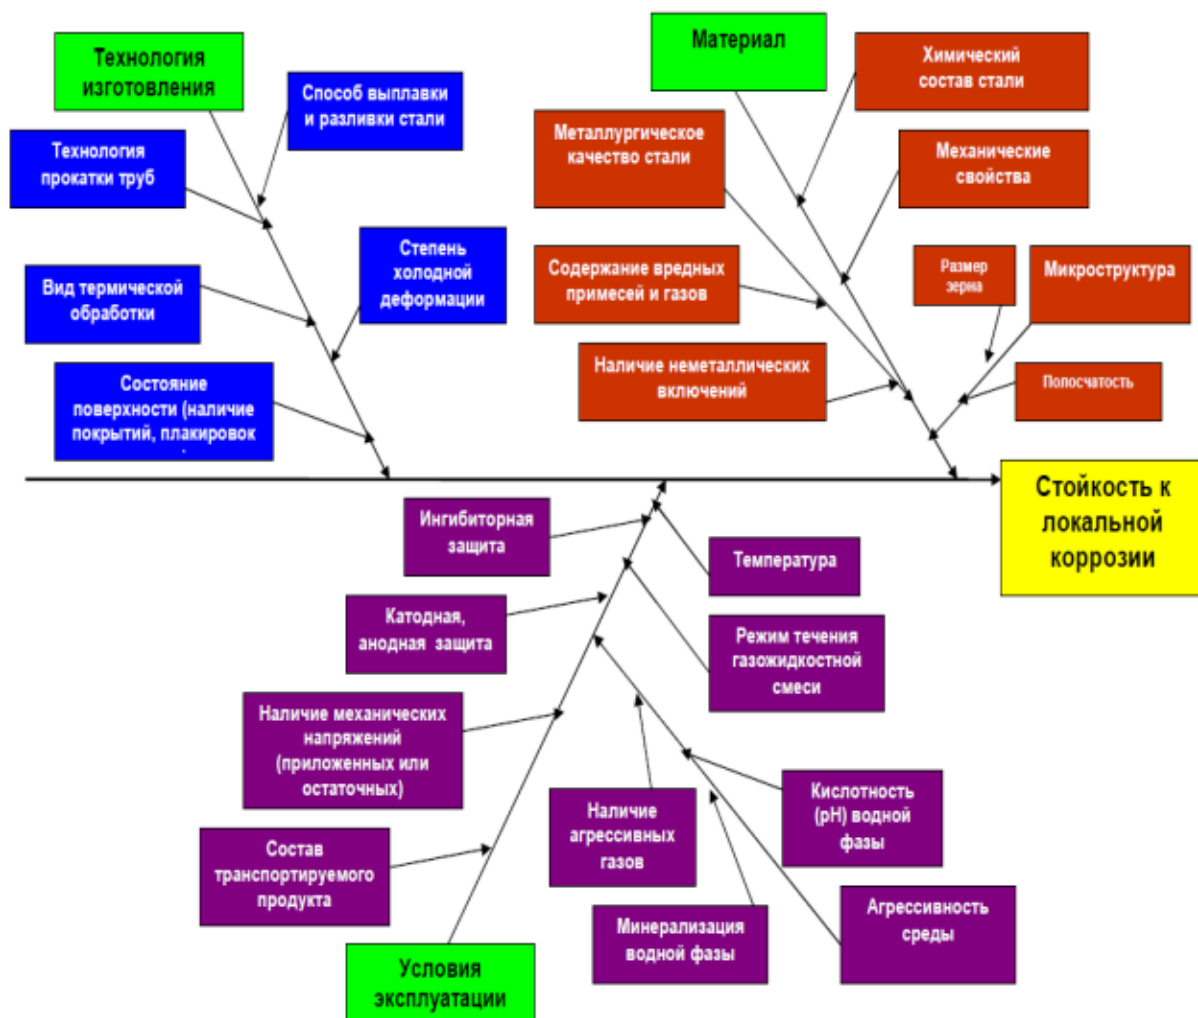 Технология
изготовления
Способ выплавки
и разливки стали
Технология
прокатки труб
Вид термической
обработки
Степень
холодной
деформации
Состояние
поверхности (наличие
покрытий, плакировок
Материал
Химический
состав стали
Металлургическое
качество стали
Механические
свойства
Содержание вредных
примесей и газов
Размер
зерна
Микроструктура
Наличие неметаллических
включений
Полосчатость
Стойкость к
локальной
коррозии
Ингибиторная
защита
Температура
Катодная,
анодная защита
Режим течения
газожидкостной
смеси
Наличие механических
напряжений
(приложенных или
остаточных)
Наличие
агрессивных
газов
Кислотность
(pH) водной
фазы
Состав
транспортируемого
продукта
Минерализация
водной фазы
Агрессивность
среды
Условия
эксплуатации